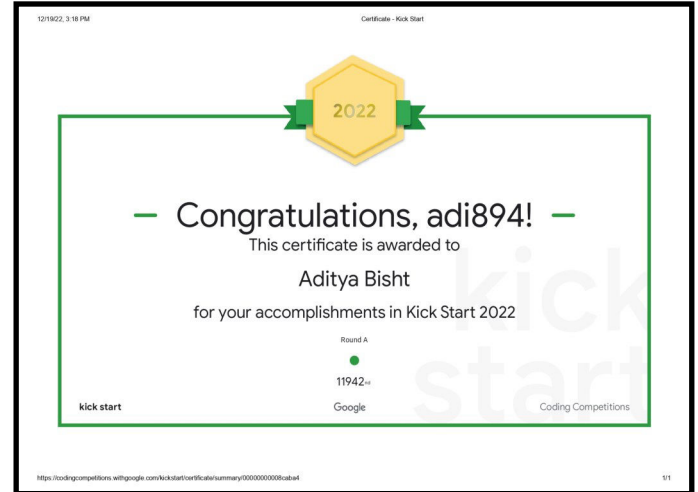 12/19/22, 3:18 PM Certificate - Kick Start
2022
Congratulations, adi894!
This certificate is awarded to
Aditya Bisht
for your accomplishments in Kick Start 2022
kick
start
Round A
11942nd
kick start Google Coding Competitions
https://codingcompetitions.withgoogle.com/kickstart/certificate/summary/00000000008caba4 1/1